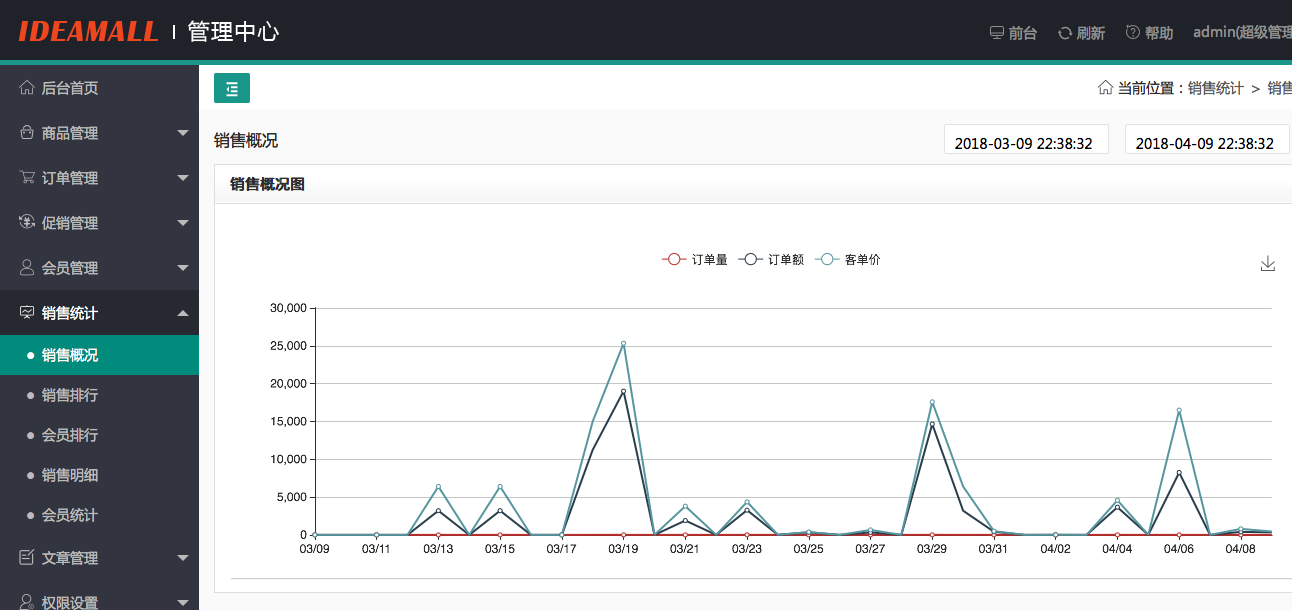 IDEAMALL | 管理中心
前台 刷新 帮助 admin(超级管理
后台首页
商品管理
订单管理
促销管理
会员管理
销售统计
销售概况
销售排行
会员排行
销售明细
会员统计
文章管理
权限设置
当前位置：销售统计 > 销售
销售概况
2018-03-09 22:38:32
2018-04-09 22:38:32
销售概况图
订单量 订单额 客单价
30,000
25,000
20,000
15,000
10,000
5,000
0
03/09 03/11 03/13 03/15 03/17 03/19 03/21 03/23 03/25 03/27 03/29 03/31 04/02 04/04 04/06 04/08